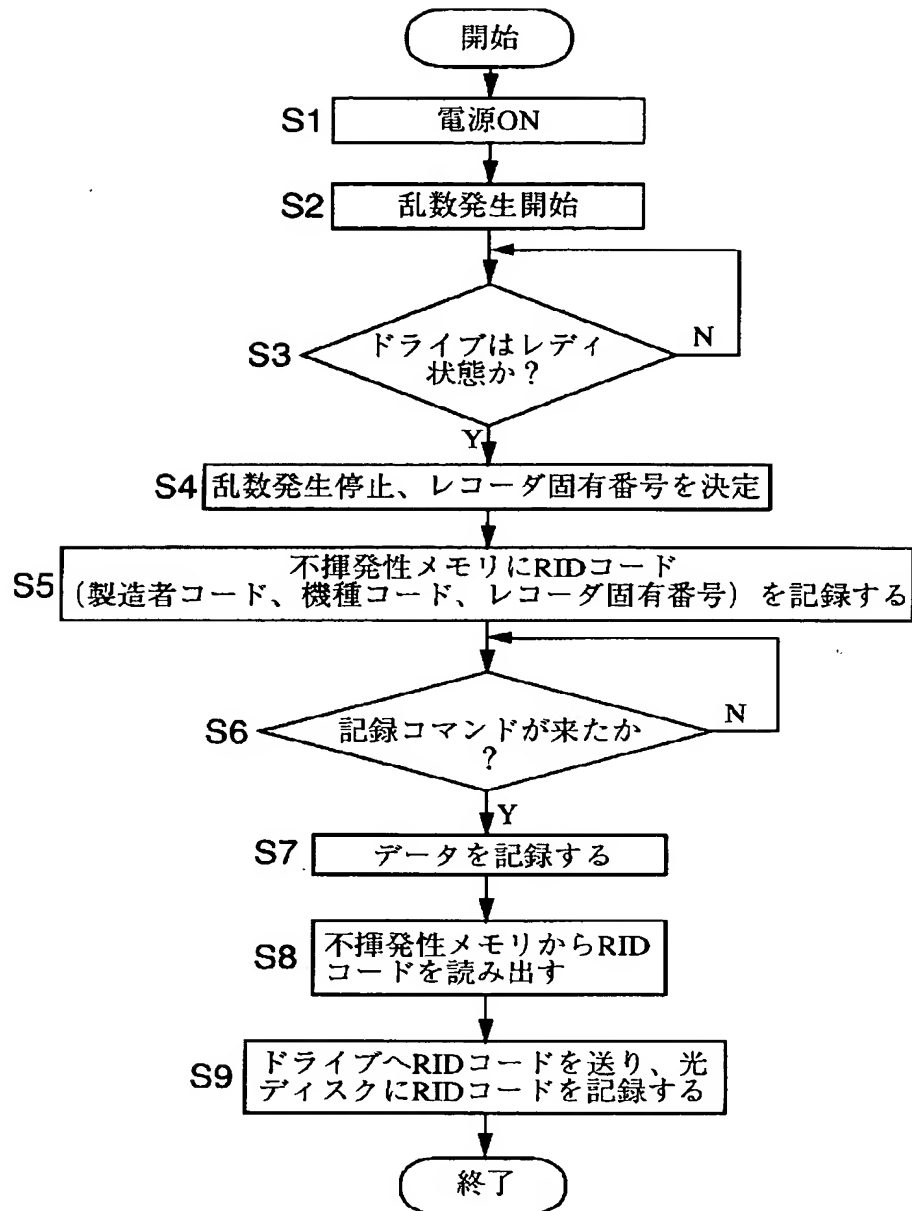 開始
S1
電源ON
S2
乱数発生開始
S3
ドライブはレディ
状態か?
N
Y
S4
乱数発生停止、レコーダ固有番号を決定
S5
不揮発性メモリにRIDコード
(製造者コード、機種コード、レコーダ固有番号)を記録する
S6
記録コマンドが来たか
?
N
Y
S7
データを記録する
S8
不揮発性メモリからRID
コードを読み出す
S9
ドライブへRIDコードを送り、光
ディスクにRIDコードを記録する
終了